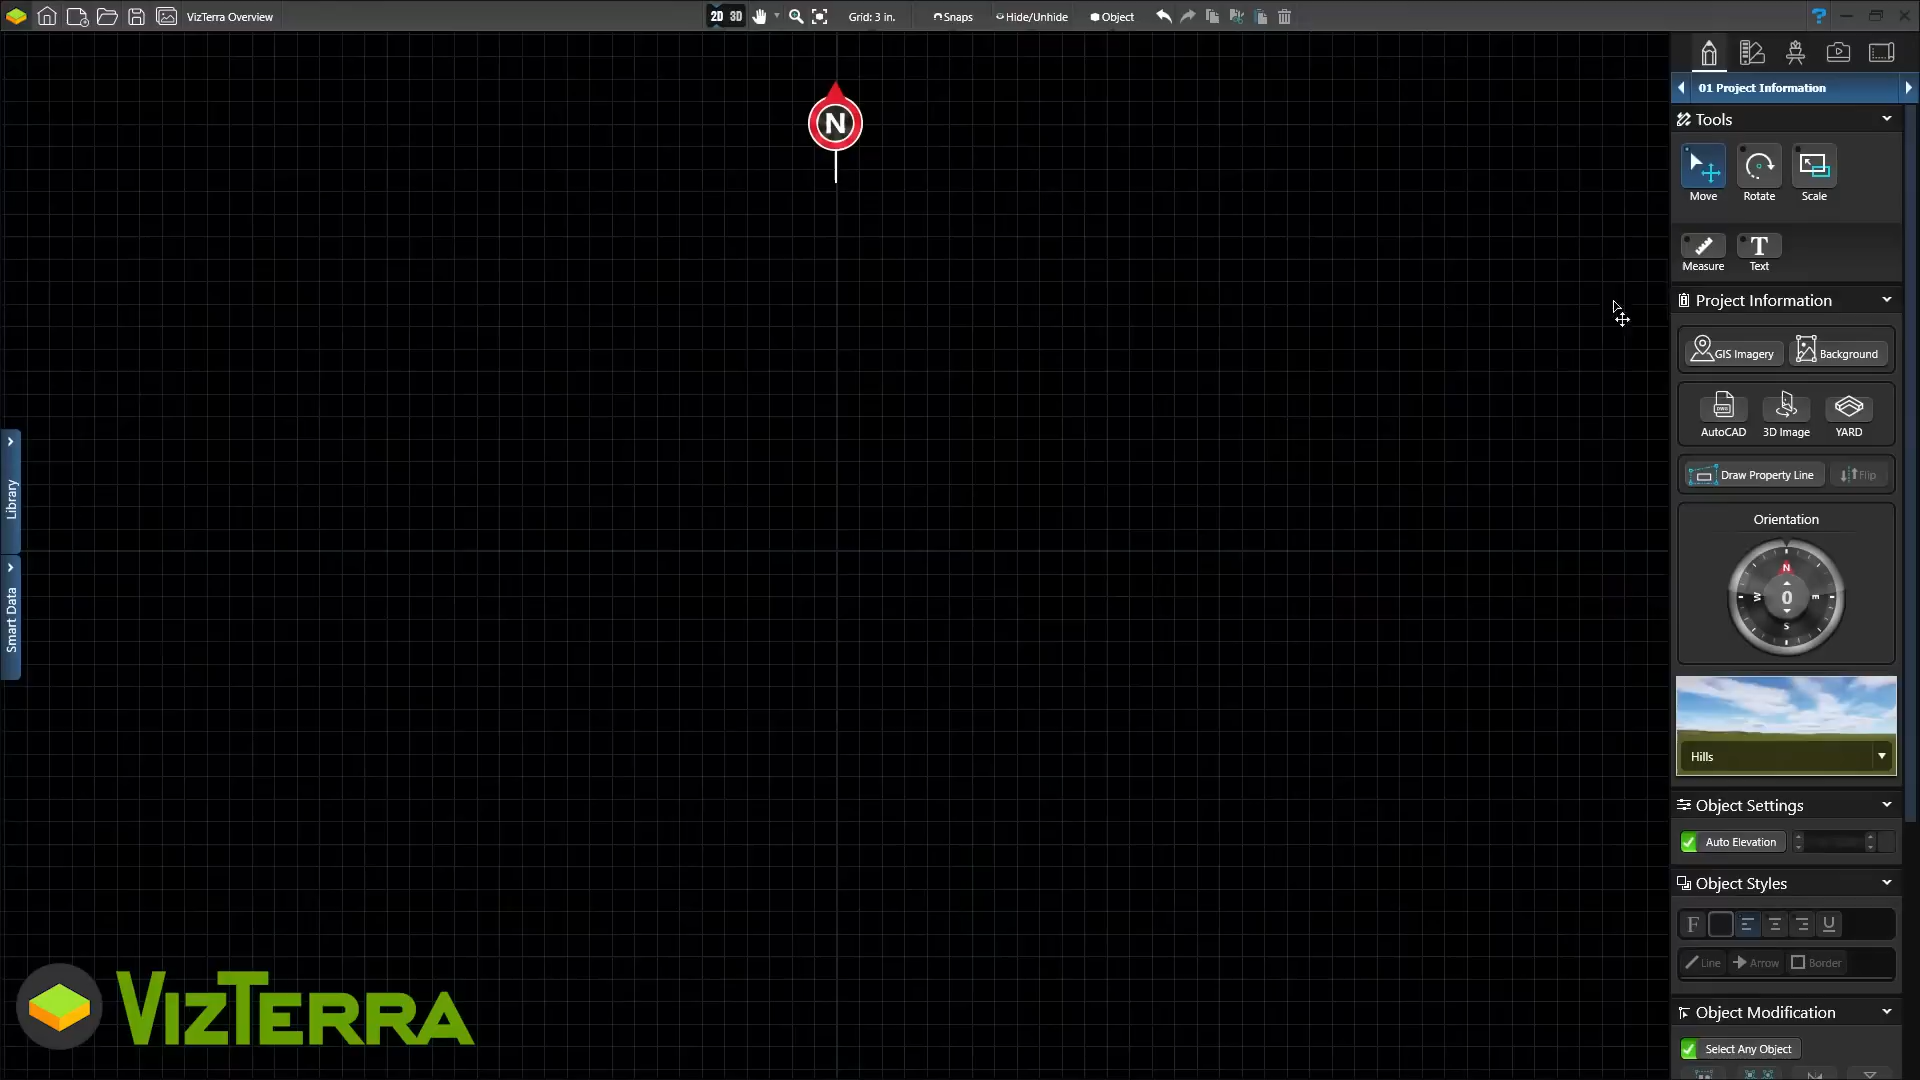 VizTerra Overview
2D 3D
Grid: 3 in.
Snaps
Hide/Unhide
Object
?
01 Project Information
Tools
Move
Rotate
Scale
Measure
T
Text
Project Information
GIS Imagery
Background
DWG
AutoCAD
3D Image
YARD
Draw Property Line
Flip
Orientation
N
W 0 E
S
Hills
Object Settings
Auto Elevation
Object Styles
F
U
Line
Arrow
Border
Object Modification
Select Any Object
N
Library
Smart Data
VIZTERRA